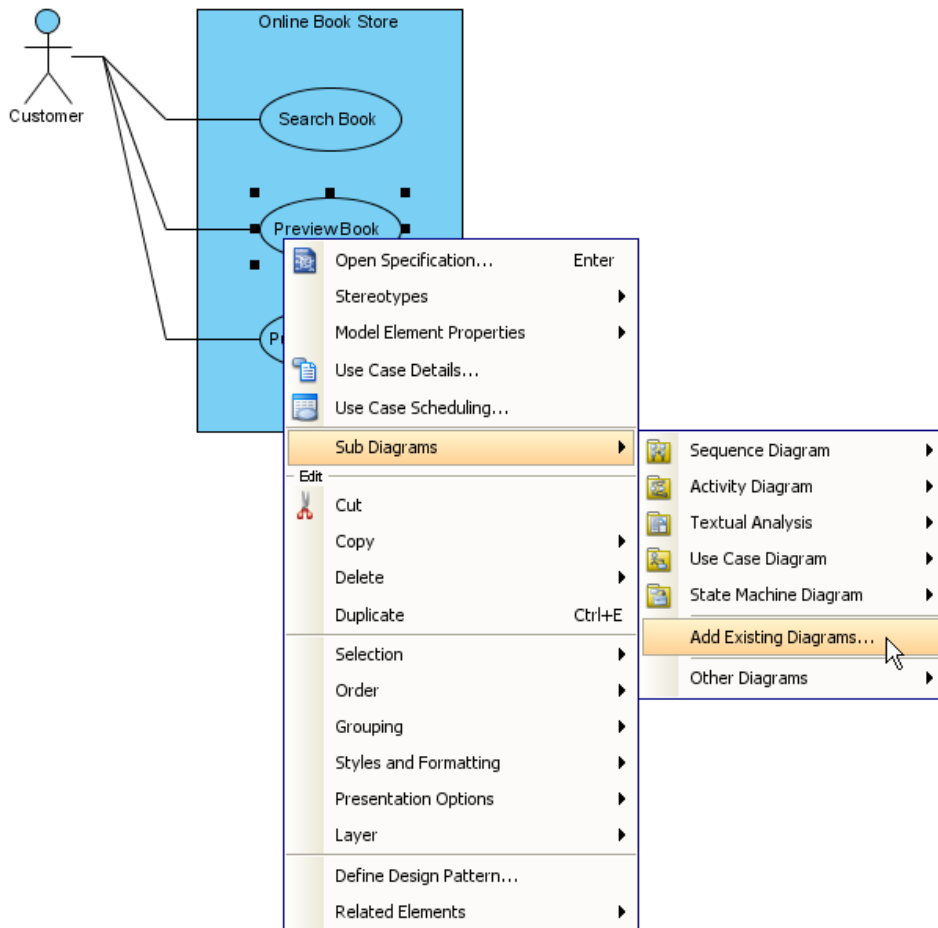 Online Book Store
Customer
Search Book
Preview Book
Open Specification... Enter
Stereotypes
Model Element Properties
Use Case Details...
Use Case Scheduling...
Sub Diagrams
Edit
Cut
Copy
Delete
Duplicate Ctrl+E
Selection
Order
Grouping
Styles and Formatting
Presentation Options
Layer
Define Design Pattern...
Related Elements
Sequence Diagram
Activity Diagram
Textual Analysis
Use Case Diagram
State Machine Diagram
Add Existing Diagrams...
Other Diagrams